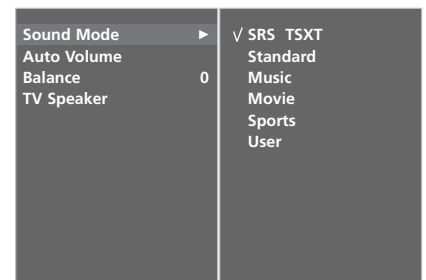 Sound Mode ►
Auto Volume
Balance 0
TV Speaker
√ SRS TSXT
Standard
Music
Movie
Sports
User